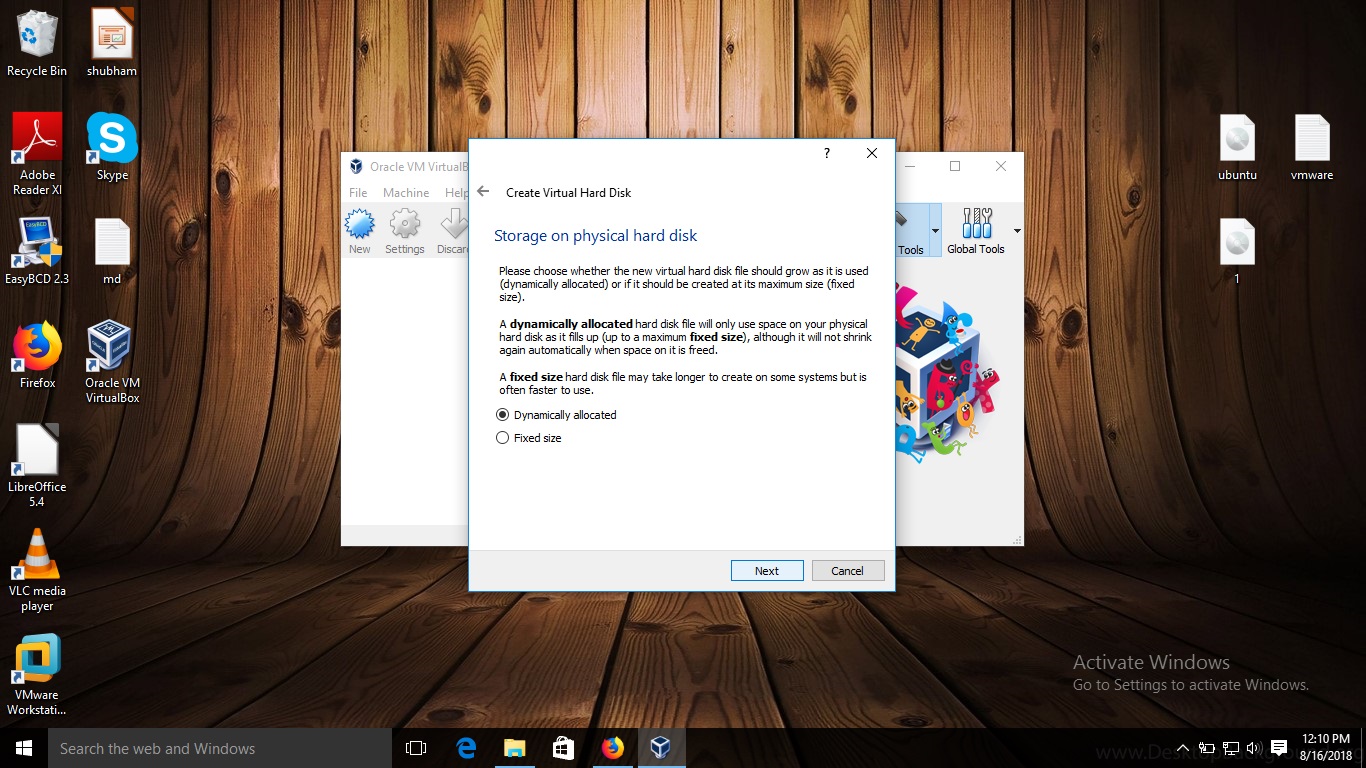 Recycle Bin
shubham
Adobe
Reader XI
Skype
EasyBCD 2.3
md
Firefox
Oracle VM
VirtualBox
LibreOffice
5.4
VLC media
player
VMware
Workstati...
ubuntu
vmware
1
Oracle VM VirtualB
File
Machine
Help
New
Settings
Discar
Tools
Global Tools
?
Create Virtual Hard Disk
Storage on physical hard disk
Please choose whether the new virtual hard disk file should grow as it is used
(dynamically allocated) or if it should be created at its maximum size (fixed
size).
A dynamically allocated hard disk file will only use space on your physical
hard disk as it fills up (up to a maximum fixed size), although it will not shrink
again automatically when space on it is freed.
A fixed size hard disk file may take longer to create on some systems but is
often faster to use.
Dynamically allocated
Fixed size
Next
Cancel
Activate Windows
Go to Settings to activate Windows.
Search the web and Windows
12:10 PM
8/16/2018